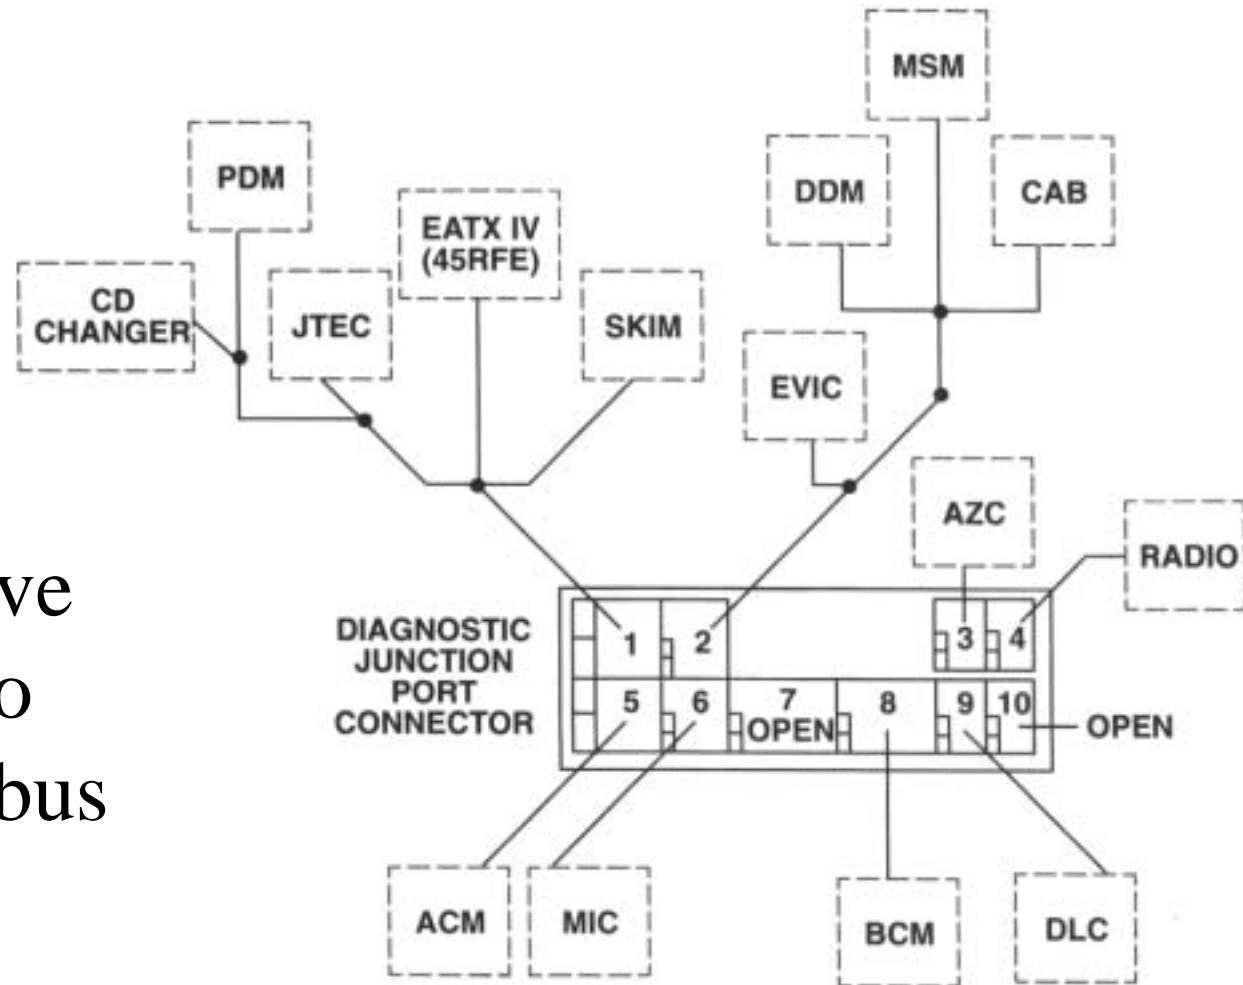 MSM
PDM
DDM
CAB
EATX IV
(45RFE)
CD
CHANGER
JTEC
SKIM
EVIC
AZC
RADIO
ve
o
bus
DIAGNOSTIC
JUNCTION
PORT
CONNECTOR
1
2
3
4
5
6
7
OPEN
8
9
10
OPEN
ACM
MIC
BCM
DLC